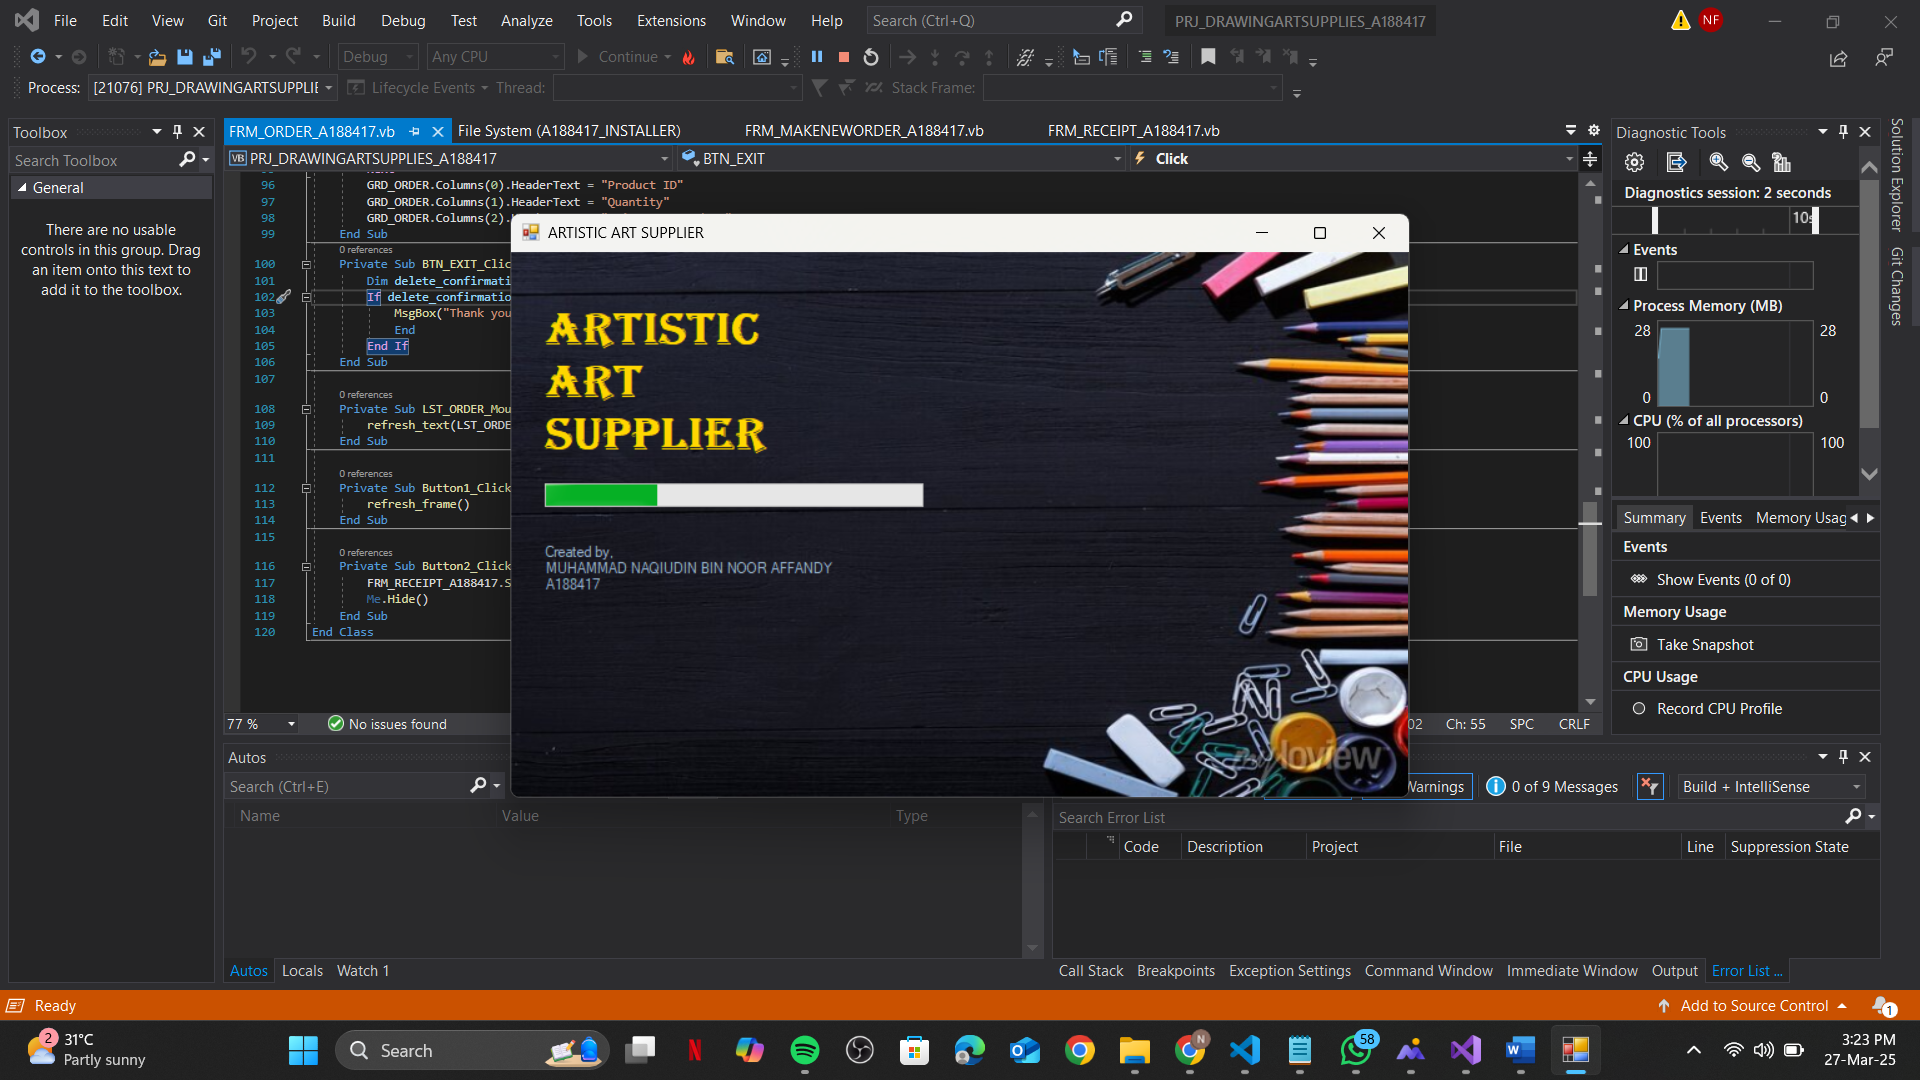 File Edit View Git Project Build Debug Test Analyze Tools Extensions Window Help Search (Ctrl+Q) PRJ_DRAWINGARTSUPPLIES_A188417 NF
Debug Any CPU Continue
Process: [21076] PRJ_DRAWINGARTSUPPLIE Lifecycle Events Thread: Stack Frame:
Toolbox
Search Toolbox
General
There are no usable
controls in this group. Drag
an item onto this text to
add it to the toolbox.
FRM_ORDER_A188417.vb File System (A188417_INSTALLER) FRM_MAKENEWORDER_A188417.vb FRM_RECEIPT_A188417.vb
VB PRJ_DRAWINGARTSUPPLIES_A188417 BTN_EXIT Click
96 GRD_ORDER.Columns(0).HeaderText = "Product ID"
97 GRD_ORDER.Columns(1).HeaderText = "Quantity"
98 GRD_ORDER.Columns(2).
99 End Sub
0 references
100 Private Sub BTN_EXIT_Clic
101 Dim delete_confirmation
102 If delete_confirmatio
103 MsgBox("Thank you
104 End
105 End If
106 End Sub
107
0 references
108 Private Sub LST_ORDER_Mou
109 refresh_text(LST_ORDE
110 End Sub
111
0 references
112 Private Sub Button1_Click
113 refresh_frame()
114 End Sub
115
0 references
116 Private Sub Button2_Click
117 FRM_RECEIPT_A188417.S
118 Me.Hide()
119 End Sub
120 End Class
77 % No issues found 02 Ch: 55 SPC CRLF
ARTISTIC ART SUPPLIER
ARTISTIC
ART
SUPPLIER
Created by,
MUHAMMAD NAQIUDIN BIN NOOR AFFANDY
A188417
Diagnostic Tools
Diagnostics session: 2 seconds
10s
Events
Process Memory (MB)
28 28
0 0
CPU (% of all processors)
100 100
Summary Events Memory Usag
Events
Show Events (0 of 0)
Memory Usage
Take Snapshot
CPU Usage
Record CPU Profile
Solution Explorer
Git Changes
Autos
Search (Ctrl+E)
Name Value Type
Autos Locals Watch 1
Warnings 0 of 9 Messages Build + IntelliSense
Search Error List
Code Description Project File Line Suppression State
Call Stack Breakpoints Exception Settings Command Window Immediate Window Output Error List ...
Ready Add to Source Control 1
2 31°C
Partly sunny
Search
N 58
3:23 PM
27-Mar-25